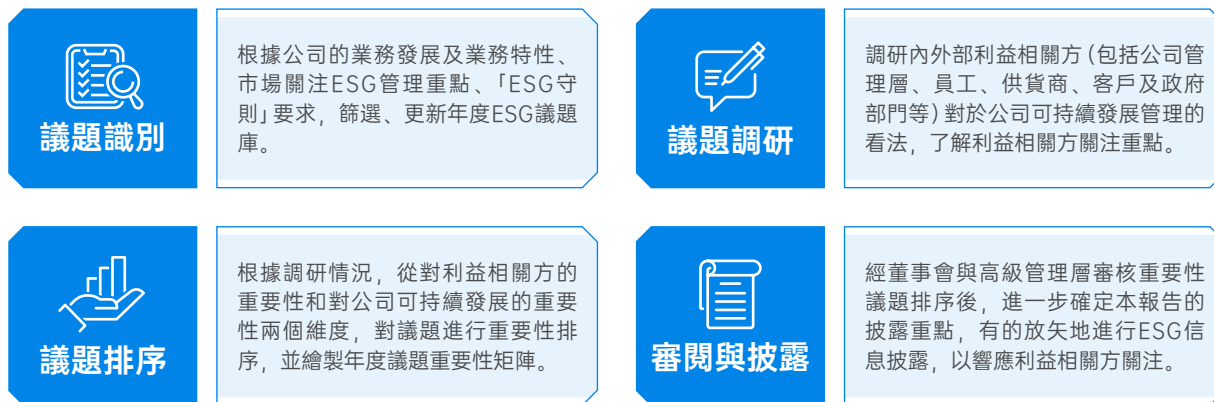 議題識別
根據公司的業務發展及業務特性、
市場關注ESG管理重點、「ESG守
則」要求，篩選、更新年度ESG議題
庫。
議題調研
調研內外部利益相關方（包括公司管
理層、員工、供貨商、客戶及政府
部門等）對於公司可持續發展管理的
看法，了解利益相關方關注重點。
議題排序
根據調研情況，從對利益相關方的
重要性和對公司可持續發展的重要
性兩個維度，對議題進行重要性排
序，並繪製年度議題重要性矩陣。
審閱與披露
經董事會與高級管理層審核重要性
議題排序後，進一步確定本報告的
披露重點，有的放矢地進行ESG信
息披露，以響應利益相關方關注。